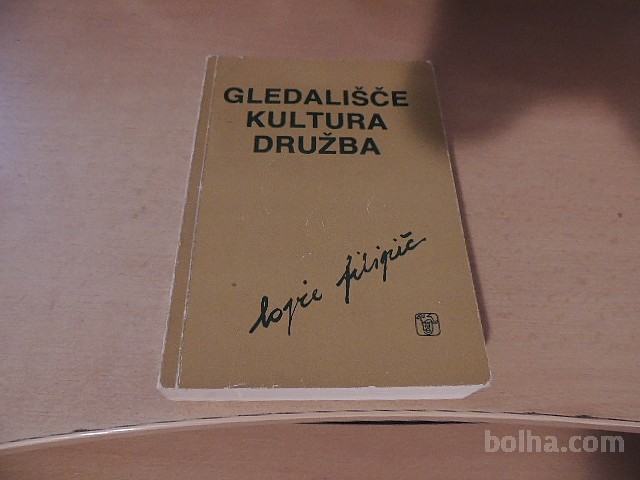 GLEDALIŠČE
KULTURA
DRUŽBA
lojze filipič
bolha.com